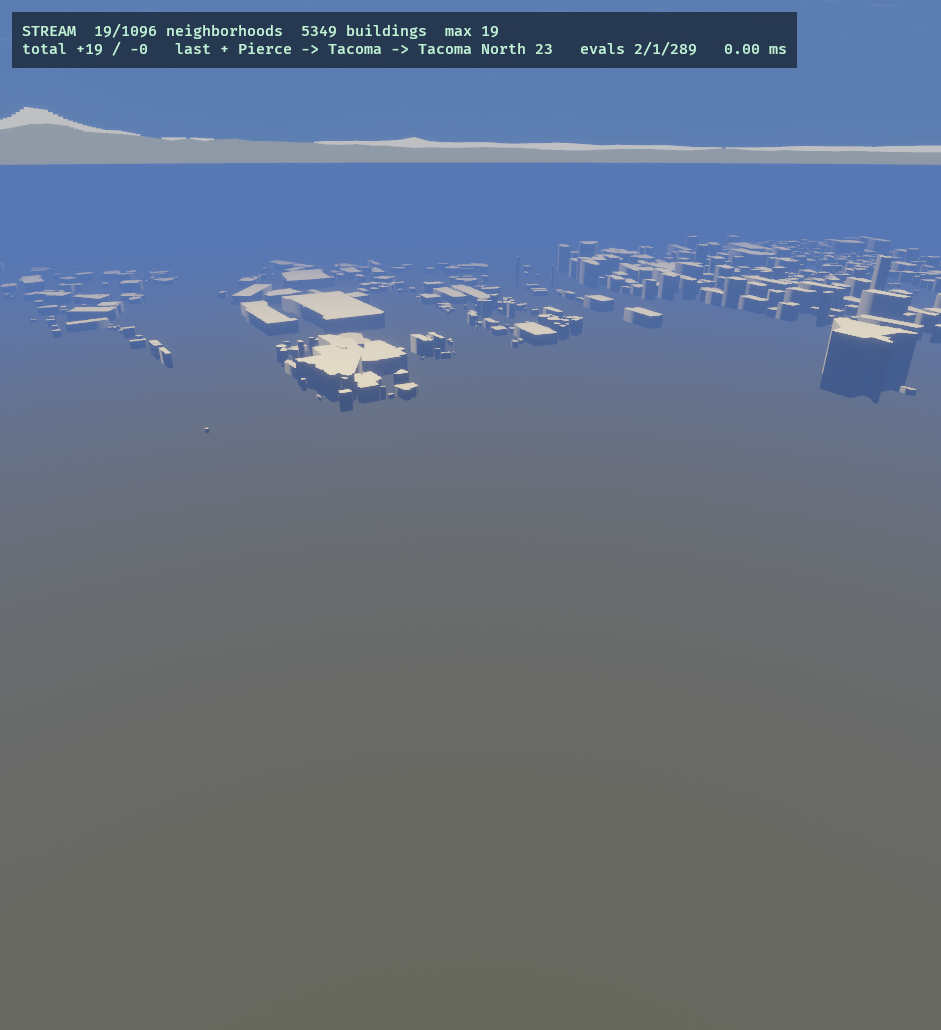 STREAM  19/1096 neighborhoods  5349 buildings  max 19
total +19 / -0   last + Pierce -> Tacoma -> Tacoma North 23   evals 2/1/289   0.00 ms